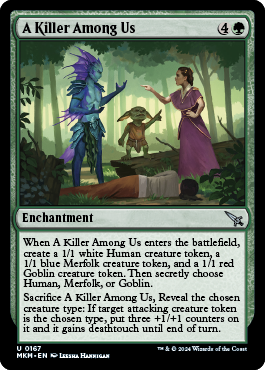 A Killer Among Us 4
Enchantment
When A Killer Among Us enters the battlefield,
create a 1/1 white Human creature token, a
1/1 blue Merfolk creature token, and a 1/1 red
Goblin creature token. Then secretly choose
Human, Merfolk, or Goblin.
Sacrifice A Killer Among Us, Reveal the chosen
creature type: If target attacking creature token
is the chosen type, put three +1/+1 counters on
it and it gains deathtouch until end of turn.
U 0167
MKM • EN LEESHA HANNIGAN ™ & © 2024 Wizards of the Coast